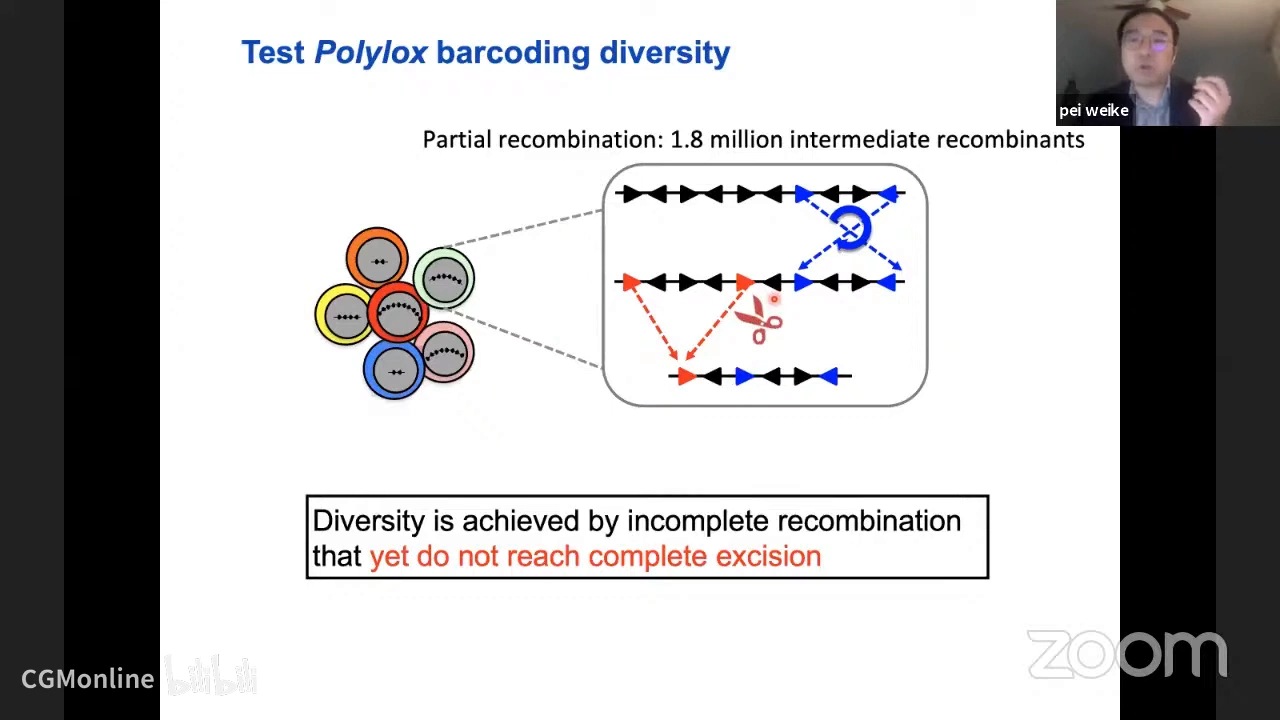 Test Polylox barcoding diversity
pei weike
Partial recombination: 1.8 million intermediate recombinants
Diversity is achieved by incomplete recombination
that yet do not reach complete excision
zoom
CGMonline bilibili